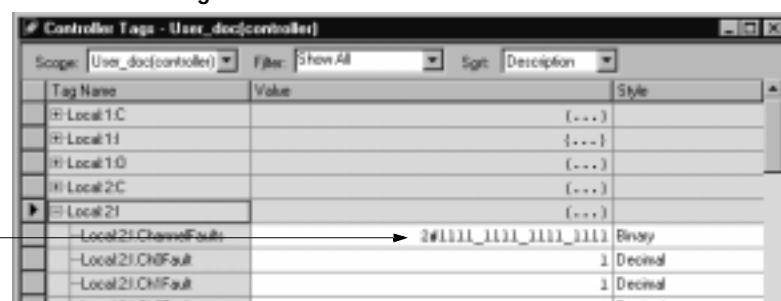 Controller Tags - User_doc(controller)
Scope: User_doc(controller) Filter: Show All Sort: Description
Tag Name Value Style
Local:1:C {...}
Local:1:I {...}
Local:1:O {...}
Local:2:C {...}
Local:2:I {...}
Local:2:I.ChannelFaults 2#1111_1111_1111_1111 Binary
Local:2:I.Ch0Fault 1 Decimal
Local:2:I.Ch1Fault 1 Decimal